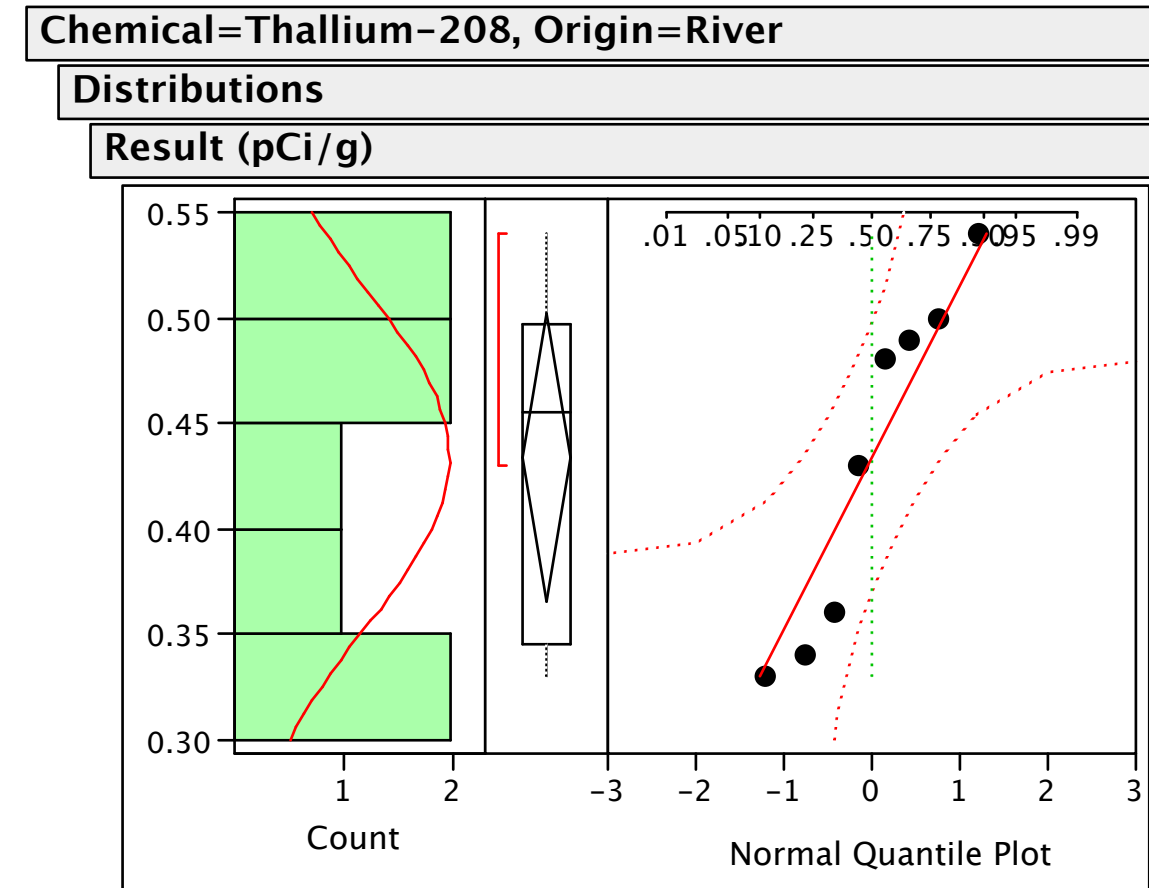 Chemical=Thallium-208, Origin=River
Distributions
Result (pCi/g)
0.55
0.50
0.45
0.40
0.35
0.30
.01 .05 .10 .25 .50 .75 .90 .95 .99
1 2
-3 -2 -1 0 1 2 3
Count
Normal Quantile Plot